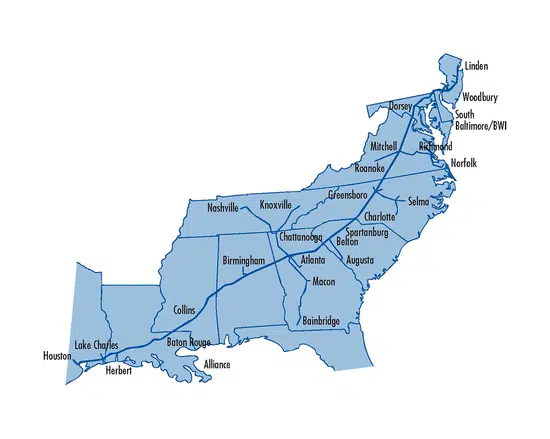 Linden
Woodbury
Dorsey
South
Baltimore/BWI
Mitchell
Richmond
Norfolk
Roanoke
Greensboro
Selma
Nashville
Knoxville
Charlotte
Chattanooga
Spartanburg
Belton
Birmingham
Atlanta
Augusta
Macon
Collins
Bainbridge
Baton Rouge
Lake Charles
Houston
Herbert
Alliance